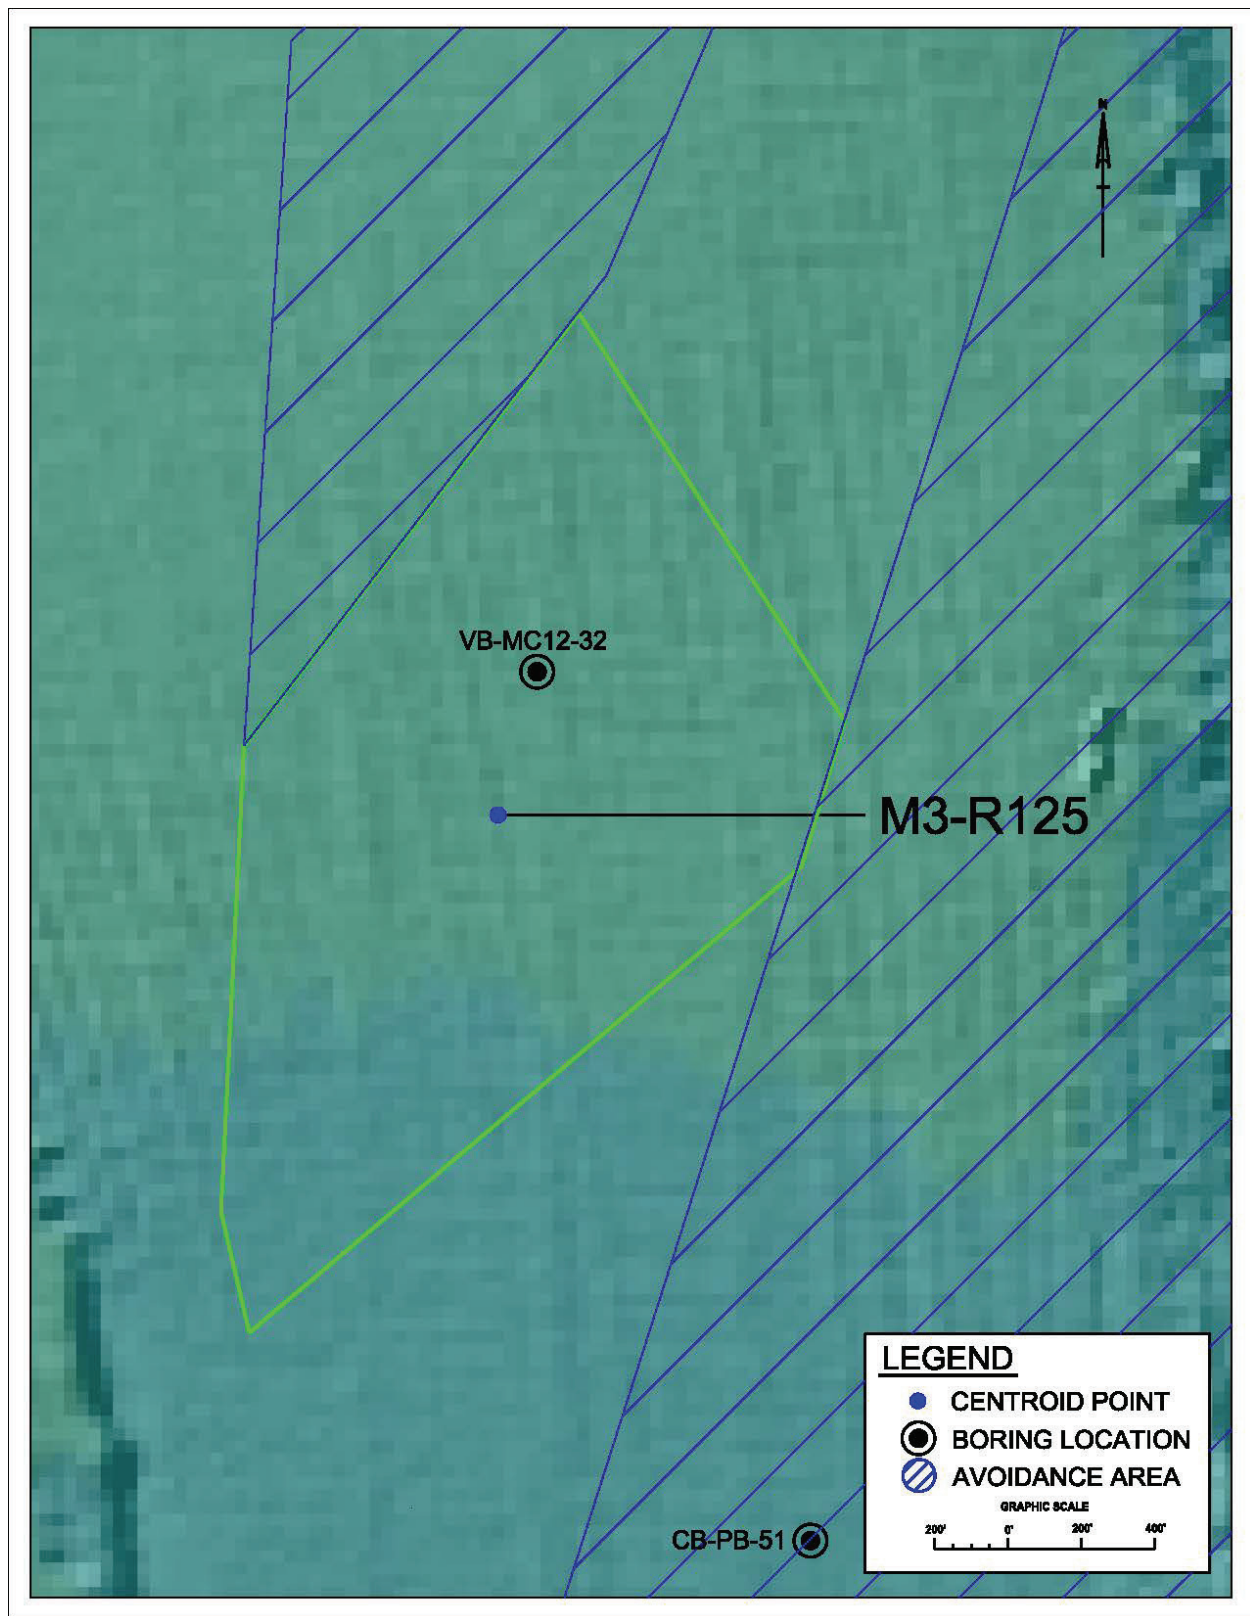 N
VB-MC12-32
M3-R125
LEGEND
CENTROID POINT
BORING LOCATION
AVOIDANCE AREA
GRAPHIC SCALE
200' 0' 200' 400'
CB-PB-51